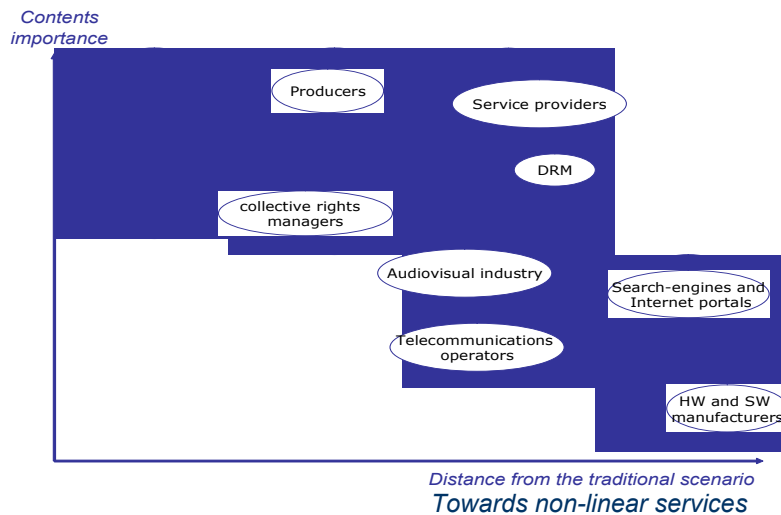 Contents
importance
Producers
Service providers
DRM
collective rights
managers
Audiovisual industry
Search-engines and
Internet portals
Telecommunications
operators
HW and SW
manufacturers
Distance from the traditional scenario
Towards non-linear services